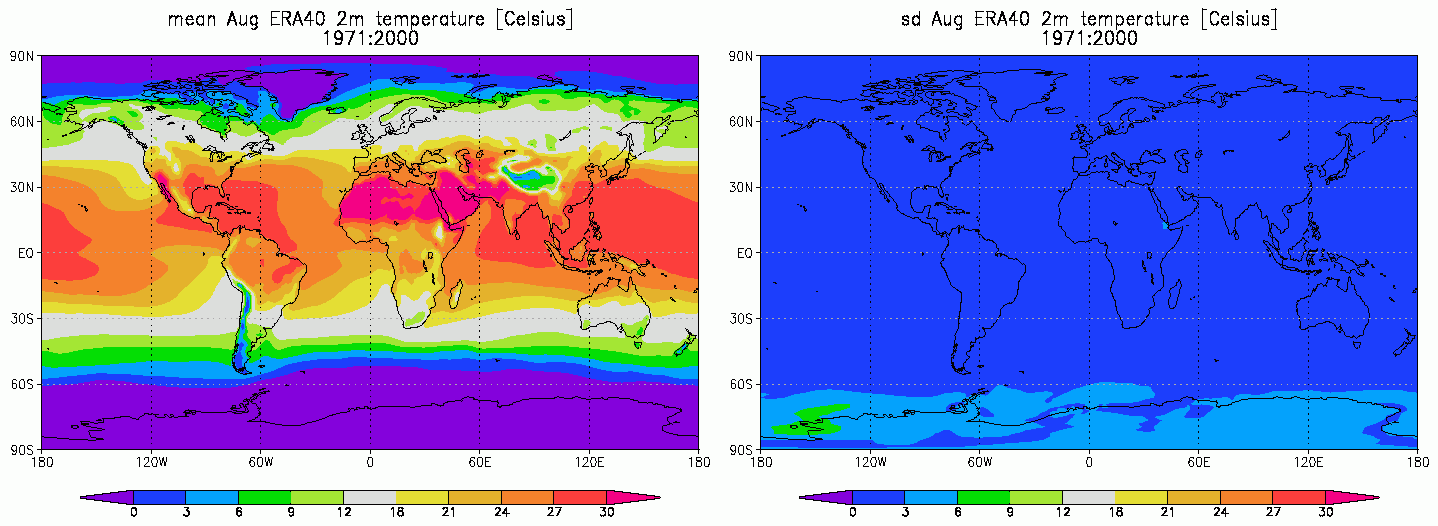 mean Aug ERA40 2m temperature [Celsius]
1971:2000
90N
60N
30N
EQ
30S
60S
90S
180 120W 60W 0 60E 120E 180
0 3 6 9 12 18 21 24 27 30
sd Aug ERA40 2m temperature [Celsius]
1971:2000
90N
60N
30N
EQ
30S
60S
90S
180 120W 60W 0 60E 120E 180
0 3 6 9 12 18 21 24 27 30